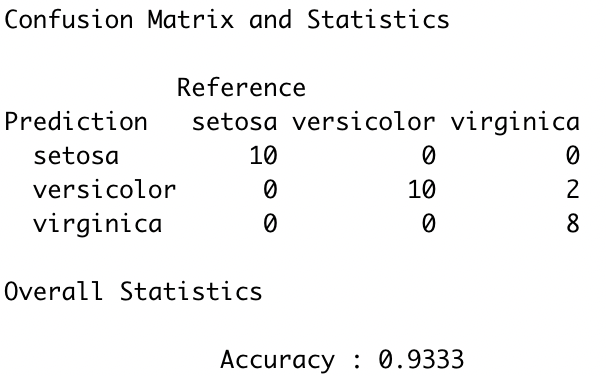 Confusion Matrix and Statistics
Reference
Prediction setosa versicolor virginica
setosa 10 0 0
versicolor 0 10 2
virginica 0 0 8
Overall Statistics
Accuracy : 0.9333